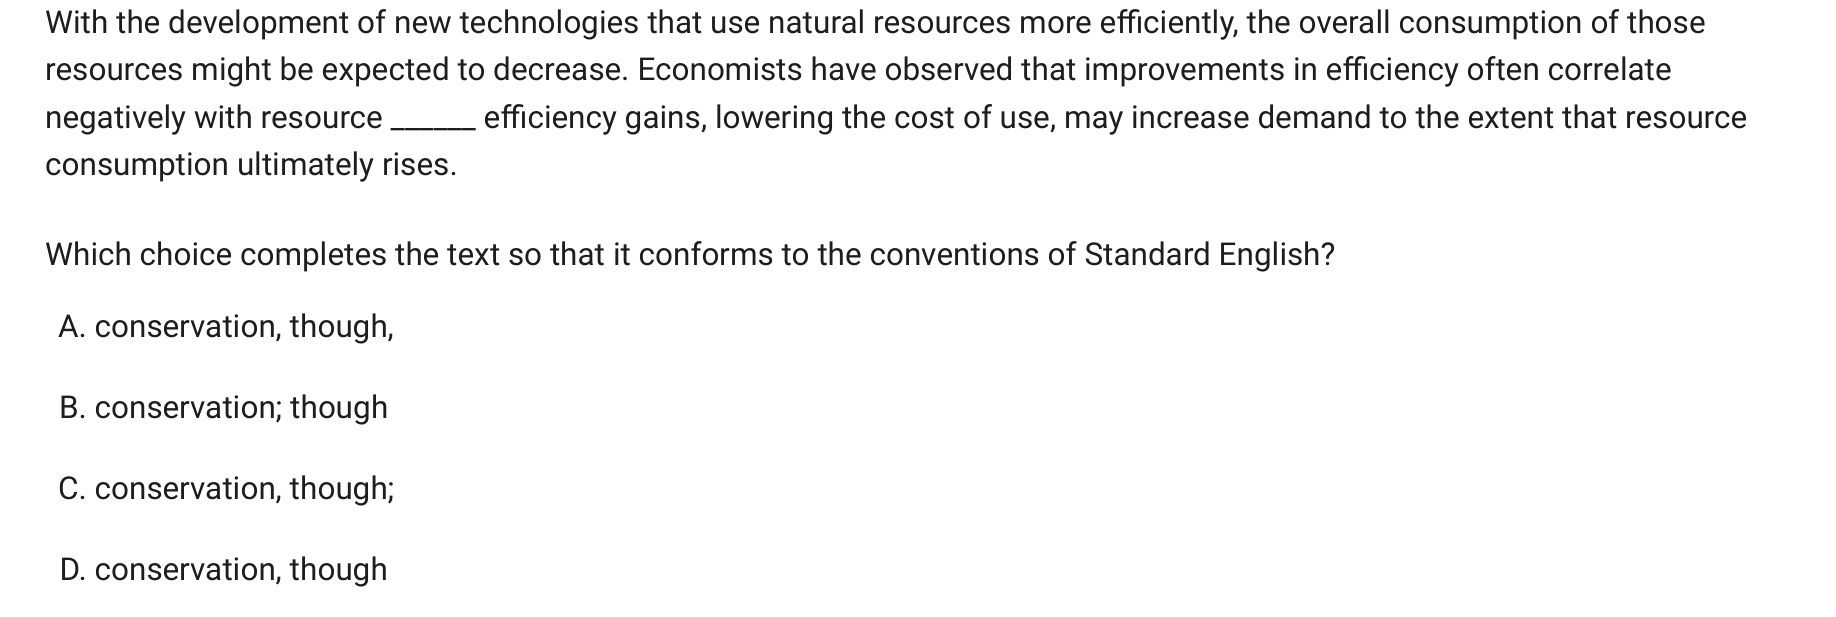 With the development of new technologies that use natural resources more efficiently, the overall consumption of those
resources might be expected to decrease. Economists have observed that improvements in efficiency often correlate
negatively with resource ______ efficiency gains, lowering the cost of use, may increase demand to the extent that resource
consumption ultimately rises.
Which choice completes the text so that it conforms to the conventions of Standard English?
A. conservation, though,
B. conservation; though
C. conservation, though;
D. conservation, though